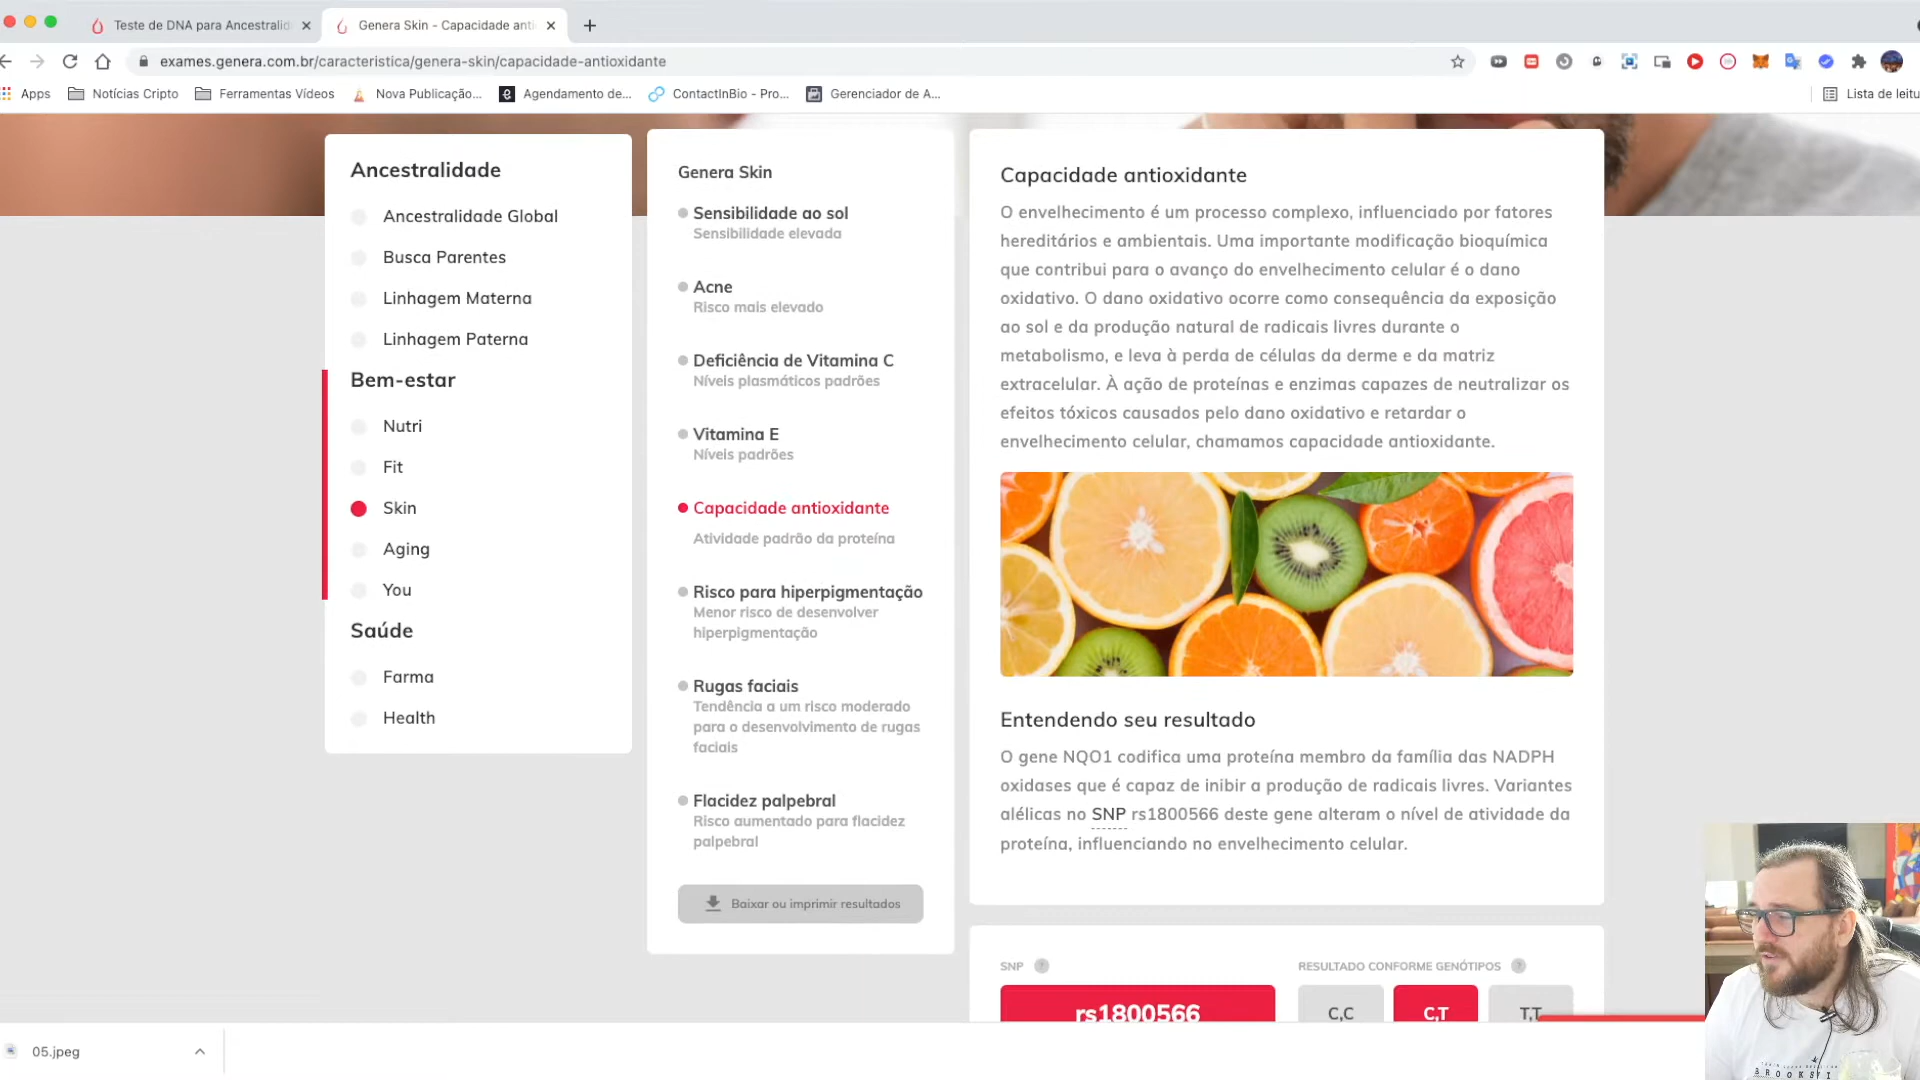 Teste de DNA para Ancestralid
Genera Skin - Capacidade anti
exames.genera.com.br/caracteristica/genera-skin/capacidade-antioxidante
Apps
Notícias Cripto
Ferramentas Vídeos
Nova Publicação...
Agendamento de...
ContactInBio - Pro...
Gerenciador de A...
Lista de leitu
Ancestralidade
Ancestralidade Global
Busca Parentes
Linhagem Materna
Linhagem Paterna
Bem-estar
Nutri
Fit
Skin
Aging
You
Saúde
Farma
Health
Genera Skin
Sensibilidade ao sol
Sensibilidade elevada
Acne
Risco mais elevado
Deficiência de Vitamina C
Níveis plasmáticos padrões
Vitamina E
Níveis padrões
Capacidade antioxidante
Atividade padrão da proteína
Risco para hiperpigmentação
Menor risco de desenvolver
hiperpigmentação
Rugas faciais
Tendência a um risco moderado
para o desenvolvimento de rugas
faciais
Flacidez palpebral
Risco aumentado para flacidez
palpebral
Baixar ou imprimir resultados
Capacidade antioxidante
O envelhecimento é um processo complexo, influenciado por fatores
hereditários e ambientais. Uma importante modificação bioquímica
que contribui para o avanço do envelhecimento celular é o dano
oxidativo. O dano oxidativo ocorre como consequência da exposição
ao sol e da produção natural de radicais livres durante o
metabolismo, e leva à perda de células da derme e da matriz
extracelular. À ação de proteínas e enzimas capazes de neutralizar os
efeitos tóxicos causados pelo dano oxidativo e retardar o
envelhecimento celular, chamamos capacidade antioxidante.
Entendendo seu resultado
O gene NQO1 codifica uma proteína membro da família das NADPH
oxidases que é capaz de inibir a produção de radicais livres. Variantes
alélicas no SNP rs1800566 deste gene alteram o nível de atividade da
proteína, influenciando no envelhecimento celular.
SNP ?
RESULTADO CONFORME GENÓTIPOS ?
rs1800566
C,C
C,T
T,T
05.jpeg